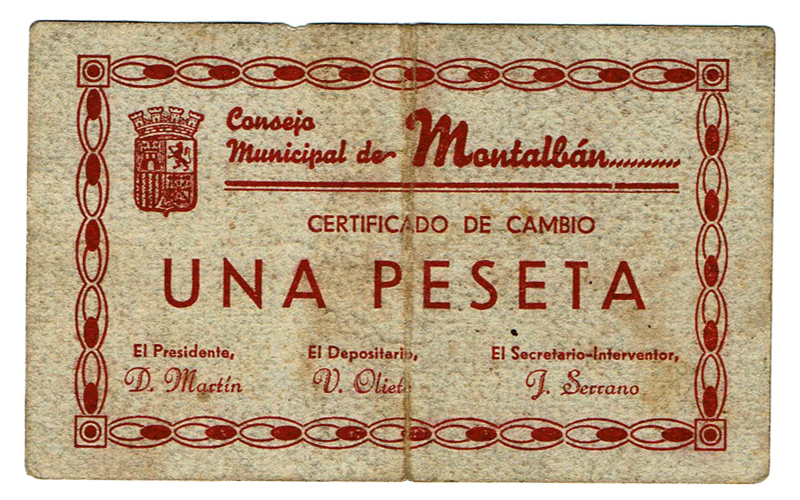 Consejo
Municipal de Montalbán..........
CERTIFICADO DE CAMBIO
UNA PESETA
El Presidente,
D. Martín
El Depositario,
V. Oliete
El Secretario-Interventor,
J. Serrano